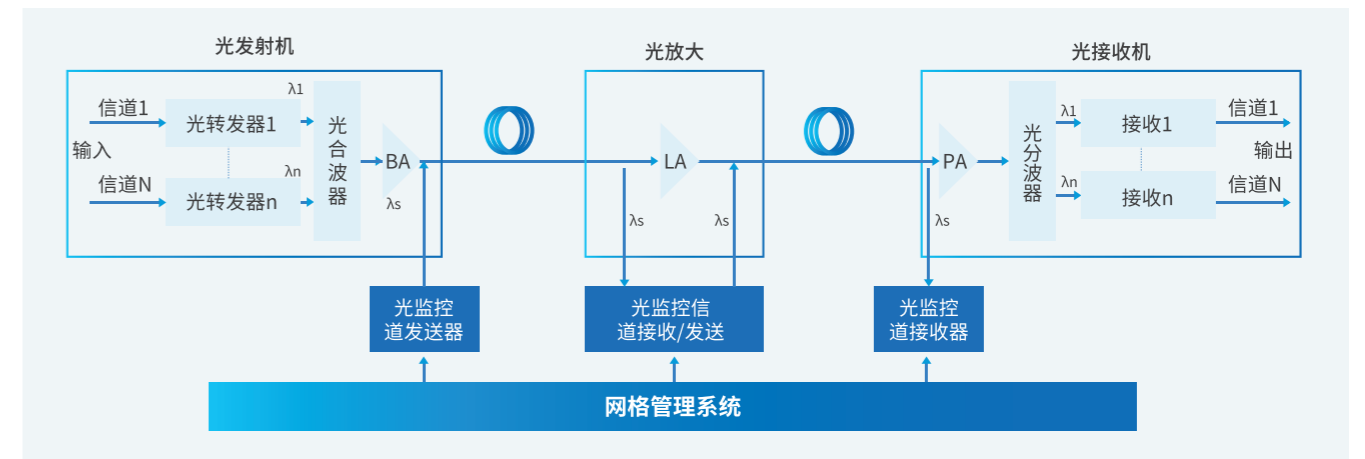 光发射机
光放大
光接收机
信道1
输入
信道N
光转发器1
光转发器n
λ1
λn
光合波器
BA
λs
LA
λs
λs
PA
λs
光分波器
λ1
λn
接收1
接收n
信道1
输出
信道N
光监控
道发送器
光监控信
道接收/发送
光监控
道接收器
网格管理系统